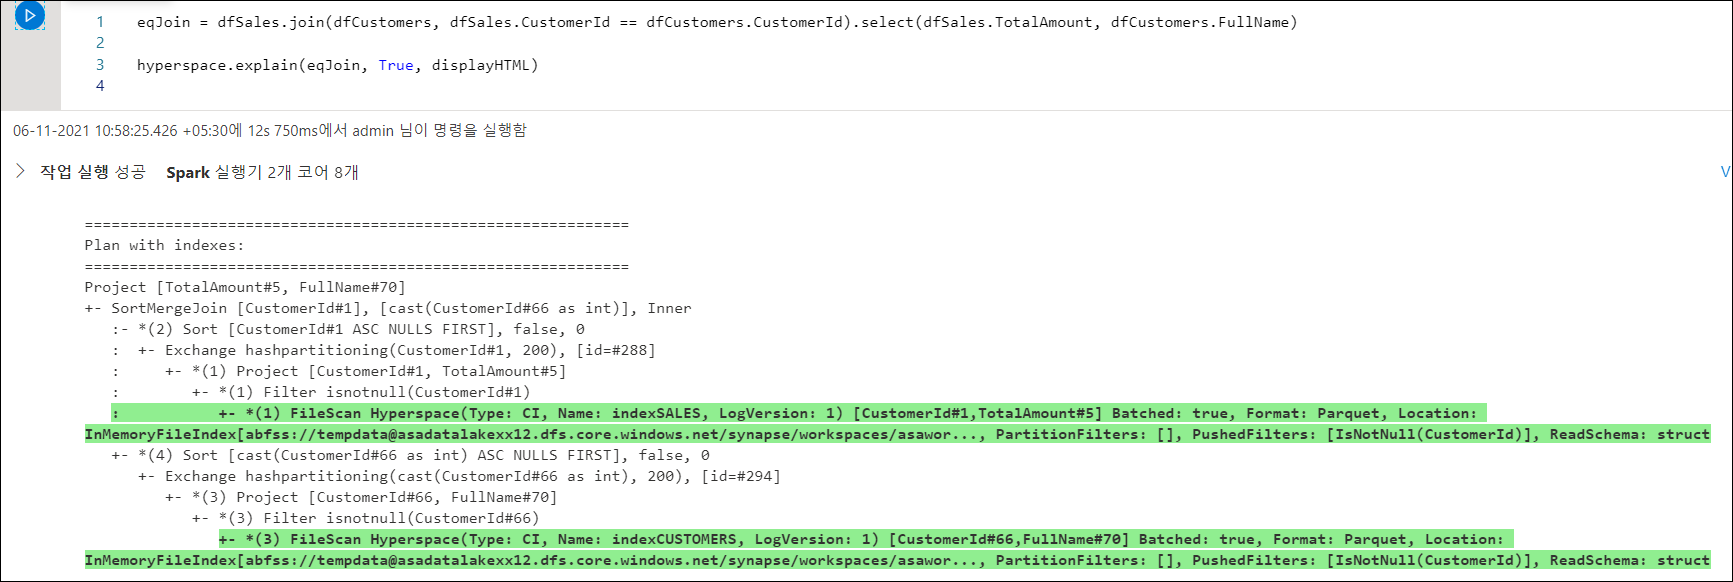 1 eqJoin = dfSales.join(dfCustomers, dfSales.CustomerId == dfCustomers.CustomerId).select(dfSales.TotalAmount, dfCustomers.FullName)
2
3 hyperspace.explain(eqJoin, True, displayHTML)
4
06-11-2021 10:58:25.426 +05:30에 12s 750ms에서 admin 님이 명령을 실행함
작업 실행 성공 Spark 실행기 2개 코어 8개
V
=============================================================
Plan with indexes:
=============================================================
Project [TotalAmount#5, FullName#70]
+- SortMergeJoin [CustomerId#1], [cast(CustomerId#66 as int)], Inner
   :- *(2) Sort [CustomerId#1 ASC NULLS FIRST], false, 0
   :  +- Exchange hashpartitioning(CustomerId#1, 200), [id=#288]
   :     +- *(1) Project [CustomerId#1, TotalAmount#5]
   :        +- *(1) Filter isnotnull(CustomerId#1)
   :           +- *(1) FileScan Hyperspace(Type: CI, Name: indexSALES, LogVersion: 1) [CustomerId#1,TotalAmount#5] Batched: true, Format: Parquet, Location:
InMemoryFileIndex[abfss://tempdata@asadatalakexx12.dfs.core.windows.net/synapse/workspaces/asawor..., PartitionFilters: [], PushedFilters: [IsNotNull(CustomerId)], ReadSchema: struct
   +- *(4) Sort [cast(CustomerId#66 as int) ASC NULLS FIRST], false, 0
      +- Exchange hashpartitioning(cast(CustomerId#66 as int), 200), [id=#294]
         +- *(3) Project [CustomerId#66, FullName#70]
            +- *(3) Filter isnotnull(CustomerId#66)
               +- *(3) FileScan Hyperspace(Type: CI, Name: indexCUSTOMERS, LogVersion: 1) [CustomerId#66,FullName#70] Batched: true, Format: Parquet, Location:
InMemoryFileIndex[abfss://tempdata@asadatalakexx12.dfs.core.windows.net/synapse/workspaces/asawor..., PartitionFilters: [], PushedFilters: [IsNotNull(CustomerId)], ReadSchema: struct